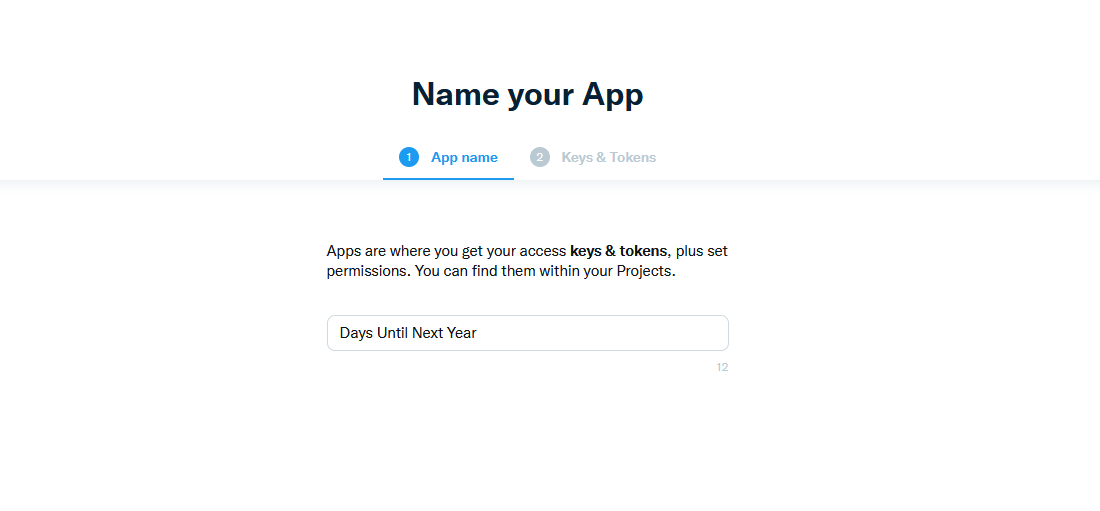 Name your App
1 App name 2 Keys & Tokens
Apps are where you get your access keys & tokens, plus set
permissions. You can find them within your Projects.
Days Until Next Year
12